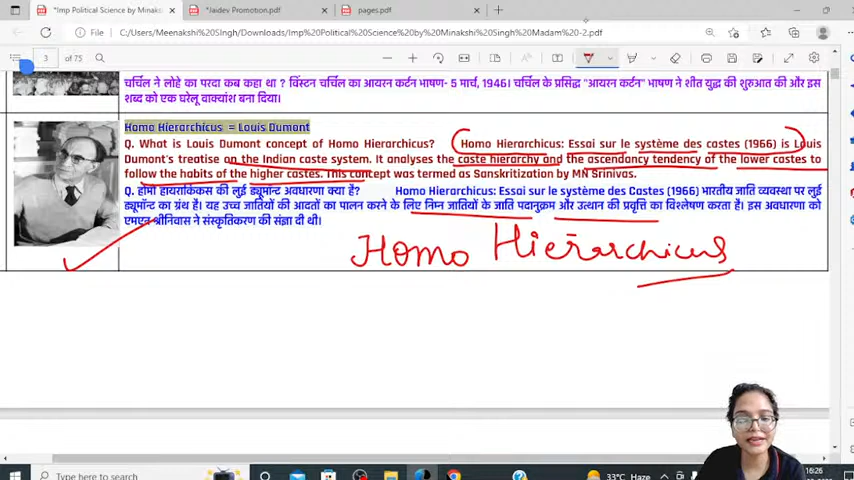 *Imp Political Science by Minaks
*Jaidev Promotion.pdf
pages.pdf
File
C:/Users/Meenakshi%20SIngh/Downloads/Imp%20Political%20Science%20by%20Minakshi%20Singh%20Madam%20-2.pdf
3 of 75
चर्चिल ने लोहे का परदा कब कहा था ? विंस्टन चर्चिल का आयरन कर्टन भाषण- 5 मार्च, 1946। चर्चिल के प्रसिद्ध "आयरन कर्टन" भाषण ने शीत युद्ध की शुरुआत की और इस
शब्द को एक घरेलू वाक्यांश बना दिया।
Homo Hierarchicus = Louis Dumont
Q. What is Louis Dumont concept of Homo Hierarchicus? Homo Hierarchicus: Essai sur le système des castes (1966) is Louis
Dumont's treatise on the Indian caste system. It analyses the caste hierarchy and the ascendancy tendency of the lower castes to
follow the habits of the higher castes. This concept was termed as Sanskritization by MN Srinivas.
Q. होमो हायरार्किकस की लुई ड्यूमॉन्ट अवधारणा क्या है? Homo Hierarchicus: Essai sur le système des Castes (1966) भारतीय जाति व्यवस्था पर लुई
ड्यूमॉन्ट का ग्रंथ है। यह उच्च जातियों की आदतों का पालन करने के लिए निम्न जातियों के जाति पदानुक्रम और उत्थान की प्रवृत्ति का विश्लेषण करता है। इस अवधारणा को
एमएन श्रीनिवास ने संस्कृतिकरण की संज्ञा दी थी।
Homo Hierarchicus
Type here to search
33°C Haze
16:26